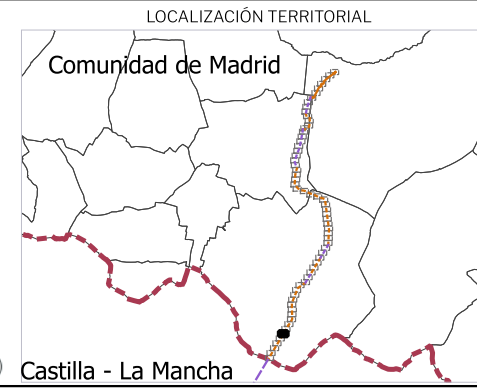 LOCALIZACIÓN TERRITORIAL
Comunidad de Madrid
Castilla - La Mancha